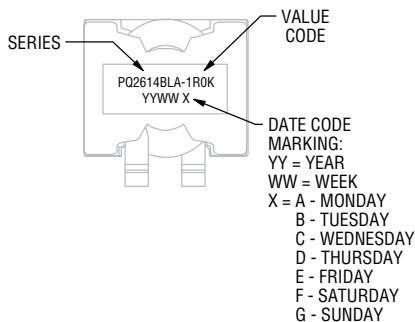 VALUE
CODE
SERIES
PQ2614BLA-1R0K
YYWW X
DATE CODE
MARKING:
YY = YEAR
WW = WEEK
X = A - MONDAY
B - TUESDAY
C - WEDNESDAY
D - THURSDAY
E - FRIDAY
F - SATURDAY
G - SUNDAY